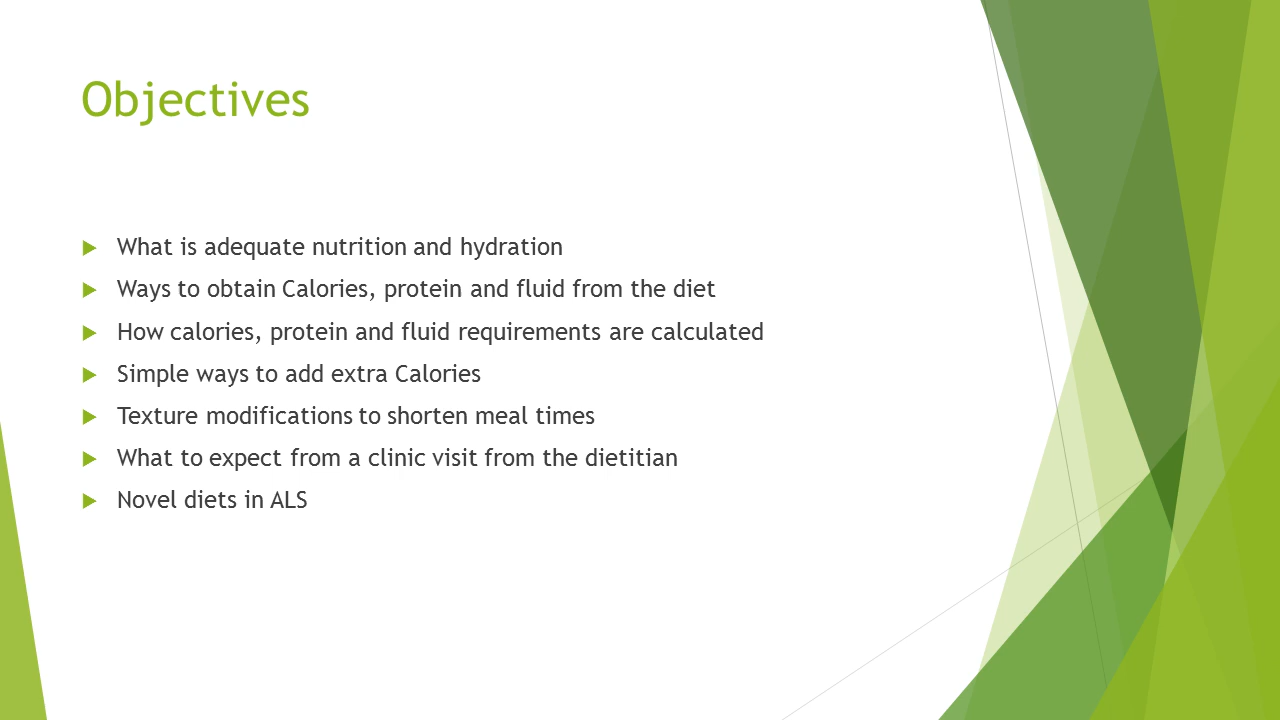 Objectives
What is adequate nutrition and hydration
Ways to obtain Calories, protein and fluid from the diet
How calories, protein and fluid requirements are calculated
Simple ways to add extra Calories
Texture modifications to shorten meal times
What to expect from a clinic visit from the dietitian
Novel diets in ALS